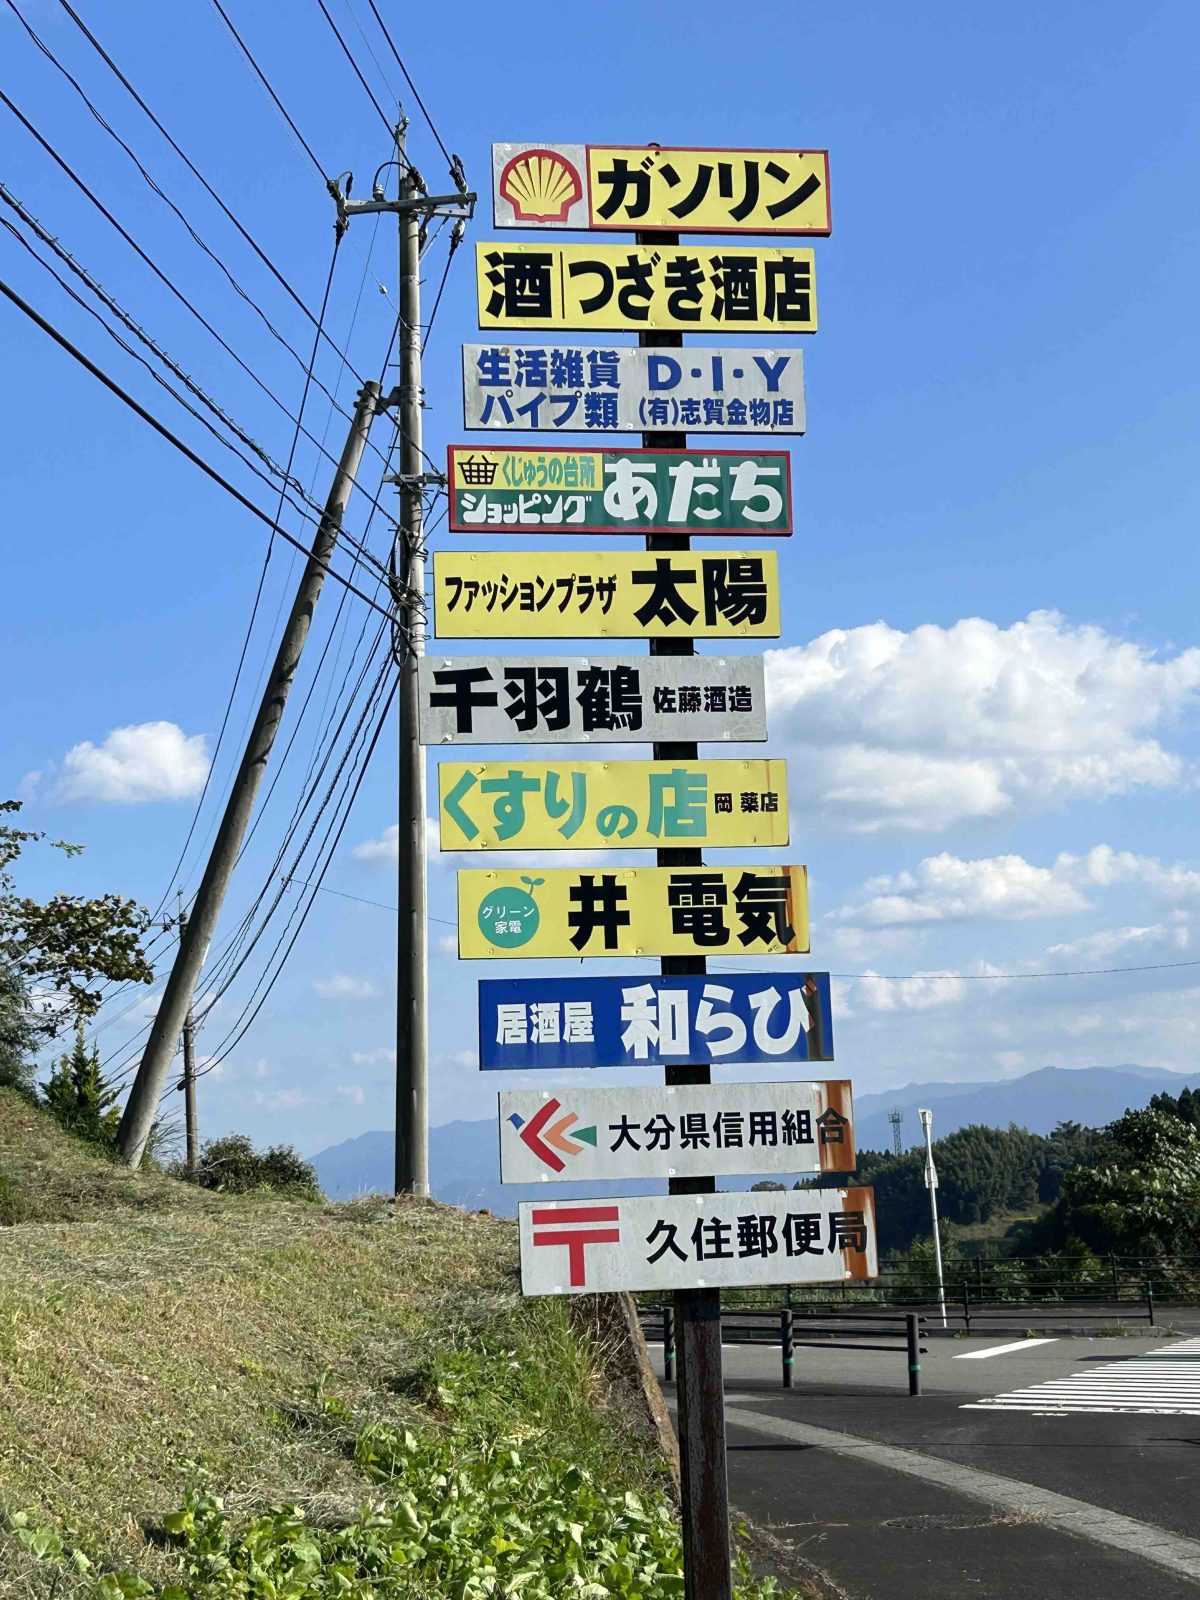 ガソリン
酒|つざき酒店
生活雑貨 D・I・Y
パイプ類 (有)志賀金物店
くじゅうの台所
ショッピング あだち
ファッションプラザ 太陽
千羽鶴 佐藤酒造
くすりの店 岡薬店
グリーン
家電
井 電気
居酒屋 和らび
大分県信用組合
〒 久住郵便局